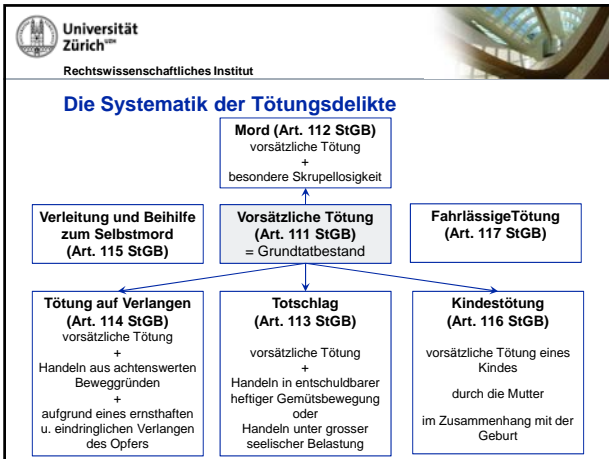 Universität
Zürich UZH
Rechtswissenschaftliches Institut
Die Systematik der Tötungsdelikte
Mord (Art. 112 StGB)
vorsätzliche Tötung
+
besondere Skrupellosigkeit
Verleitung und Beihilfe
zum Selbstmord
(Art. 115 StGB)
Vorsätzliche Tötung
(Art. 111 StGB)
= Grundtatbestand
FahrlässigeTötung
(Art. 117 StGB)
Tötung auf Verlangen
(Art. 114 StGB)
vorsätzliche Tötung
+
Handeln aus achtenswerten
Beweggründen
+
aufgrund eines ernsthaften
u. eindringlichen Verlangen
des Opfers
Totschlag
(Art. 113 StGB)
vorsätzliche Tötung
+
Handeln in entschuldbarer
heftiger Gemütsbewegung
oder
Handeln unter grosser
seelischer Belastung
Kindestötung
(Art. 116 StGB)
vorsätzliche Tötung eines
Kindes
durch die Mutter
im Zusammenhang mit der
Geburt